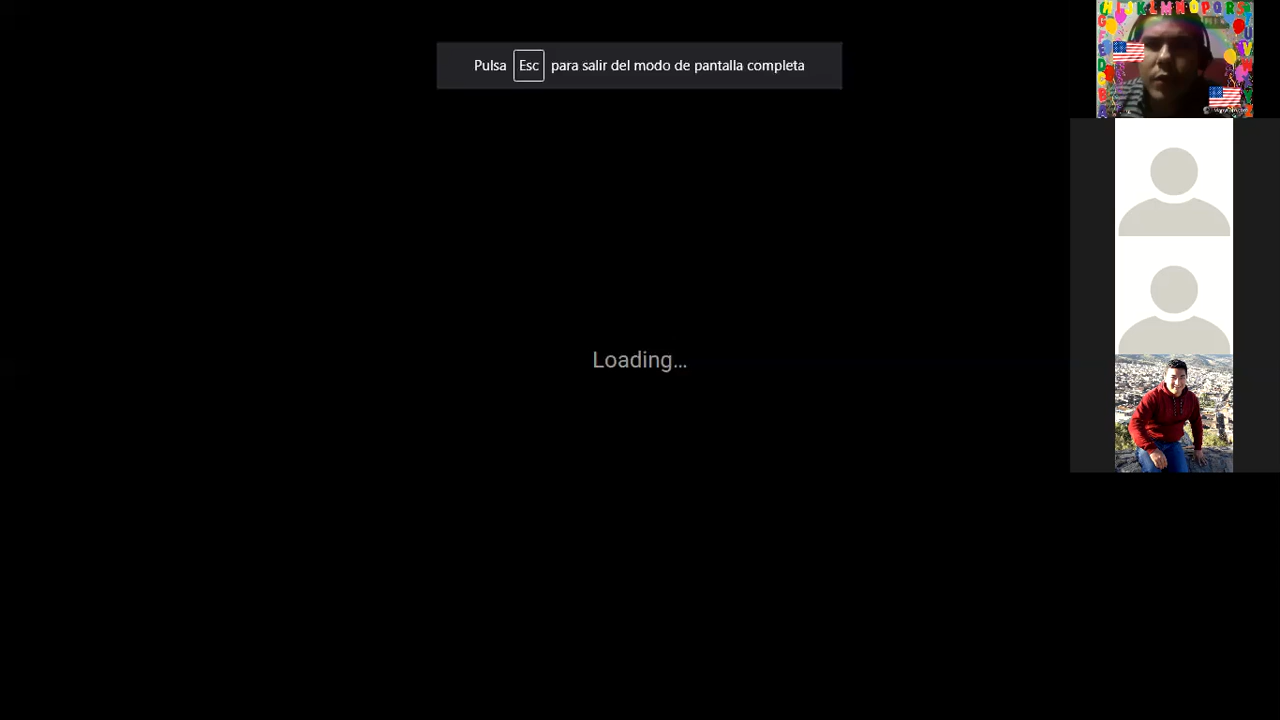 Pulsa Esc para salir del modo de pantalla completa
H I J K L M N O P Q R S
Loading...